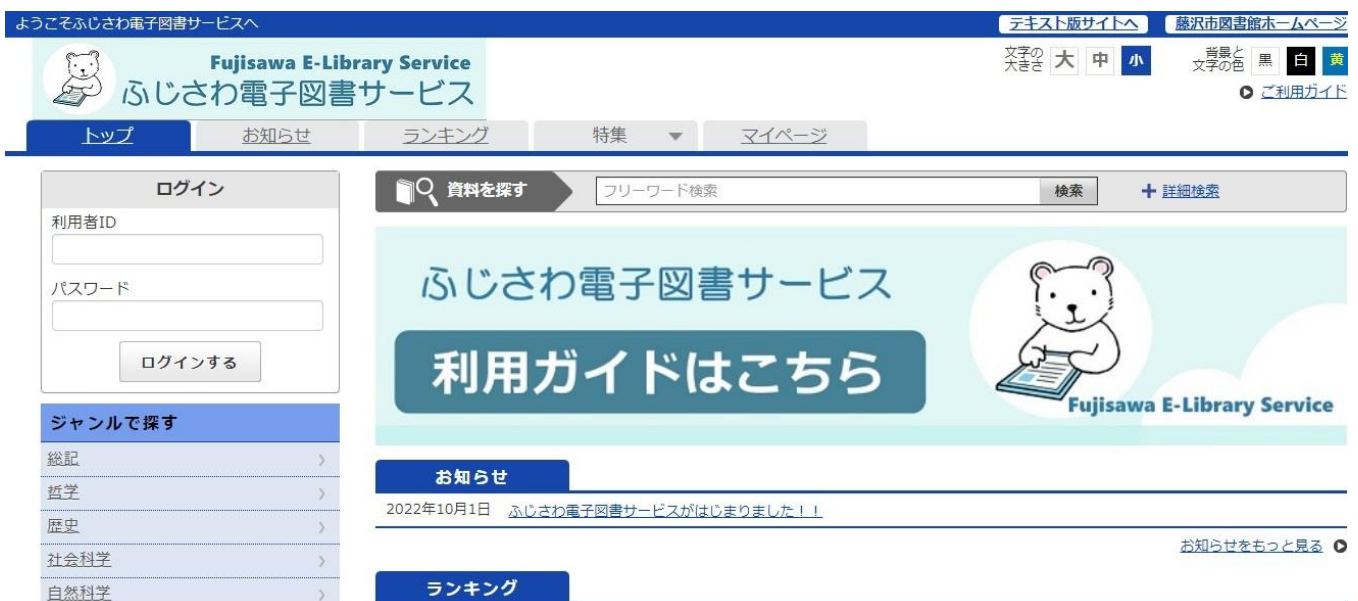 ようこそふじさわ電子図書サービスへ
テキスト版サイトへ
藤沢市図書館ホームページ
Fujisawa E-Library Service
ふじさわ電子図書サービス
文字の大きさ 大 中 小
背景と文字の色 黒 白 黄
ご利用ガイド
トップ お知らせ ランキング 特集 マイページ
ログイン
利用者ID
パスワード
ログインする
資料を探す フリーワード検索 検索 詳細検索
ふじさわ電子図書サービス
利用ガイドはこちら
Fujisawa E-Library Service
ジャンルで探す
総記
哲学
歴史
社会科学
自然科学
お知らせ
2022年10月1日 ふじさわ電子図書サービスがはじまりました！！
お知らせをもっと見る
ランキング